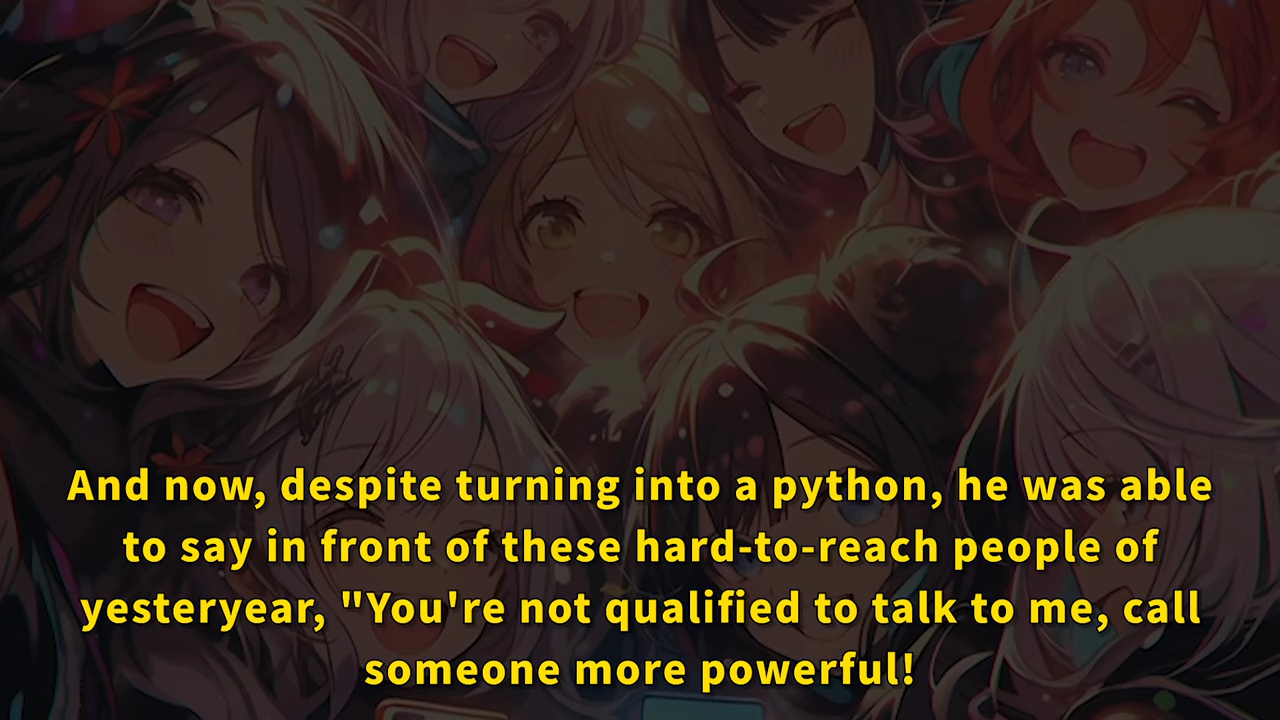 And now, despite turning into a python, he was able
to say in front of these hard-to-reach people of
yesteryear, "You're not qualified to talk to me, call
someone more powerful!